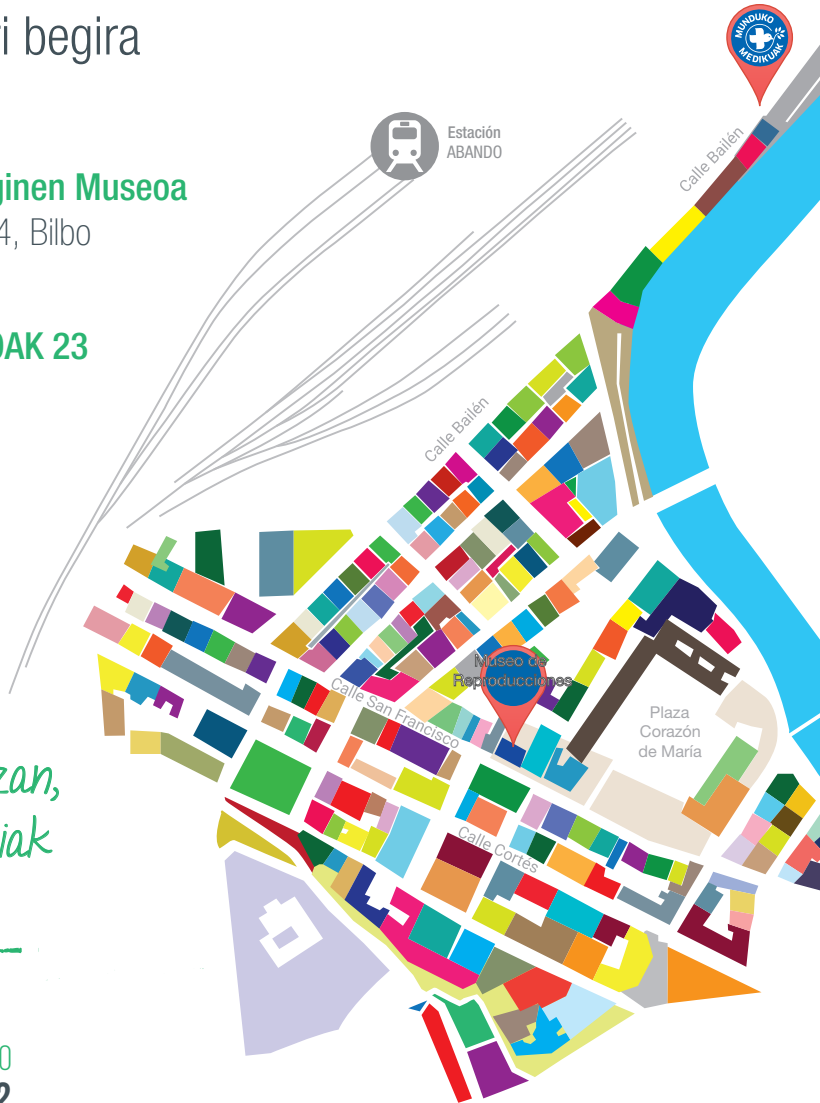 i begira
MUNDUKO
MEDIKUAK
Estación
ABANDO
Calle Bailén
ginen Museoa
4, Bilbo
DAK 23
Calle Bailén
Museo de
Reproducciones
Calle San Francisco
Plaza
Corazón
de María
zan,
iak
Calle Cortés
0
2